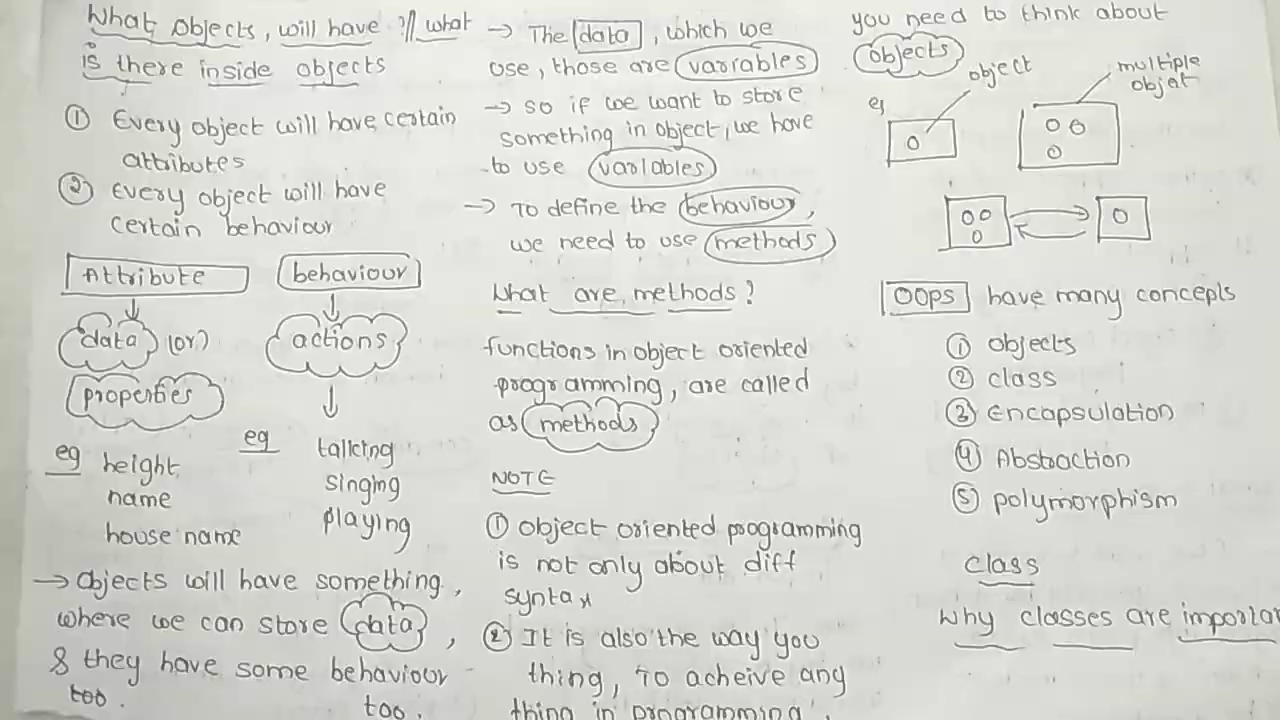 What objects, will have // what
is there inside objects
① Every object will have certain
attributes
② Every object will have
certain behaviour
Attribute
behaviour
data (or)
properties
actions
eg height
name
house name
eg
talking
singing
playing
→ Objects will have something,
where we can store data,
& they have some behaviour
too.
too.
→ The data, which we
use, those are variables
→ so if we want to store
something in object, we have
to use variables
→ To define the behaviour,
we need to use methods
What are methods?
functions in object oriented
programming, are called
as methods
NOTE
① Object oriented programming
is not only about diff
syntax
② It is also the way you
thing, To acheive any
thing in programming.
you need to think about
objects
eg
object
multiple
objet
OOPs have many concepts
① objects
② class
③ Encapsulation
④ Abstraction
⑤ polymorphism
Class
Why classes are importa